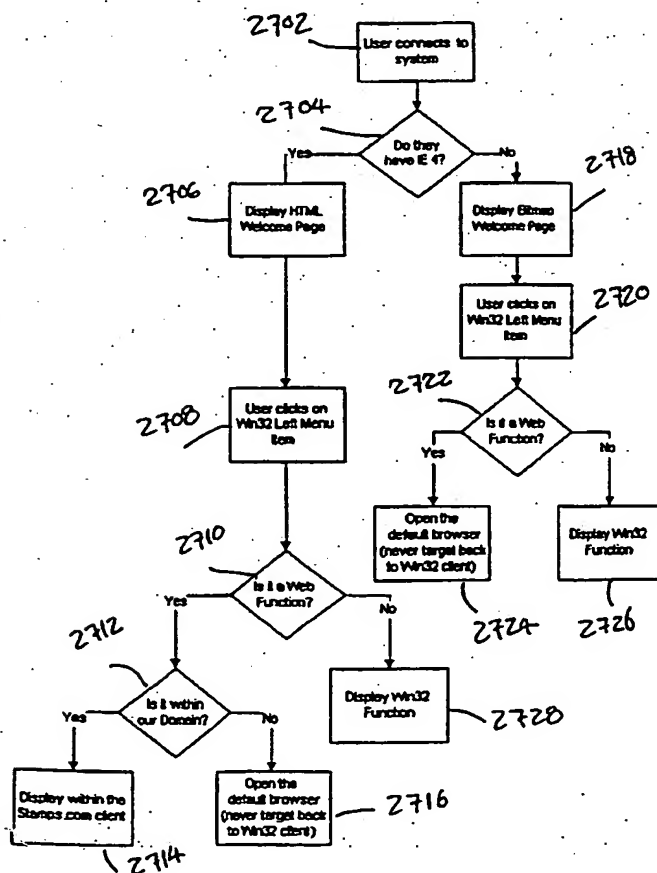 2702
User connects to
system
2704
Do they
have IE 4?
Yes
No
2706
Display HTML
Welcome Page
2718
Display Bitmap
Welcome Page
2720
User clicks on
Win32 Left Menu
Item
2708
User clicks on
Win32 Left Menu
Item
2722
Is it a Web
Function?
Yes
No
2710
Is it a Web
Function?
Yes
No
Open the
default browser
(never target back
to Win32 client)
2724
Display Win32
Function
2726
2712
Is it within
our Domain?
Yes
No
Display Win32
Function
2728
Display within the
Stamps.com client
2714
Open the
default browser
(never target back
to Win32 client)
2716